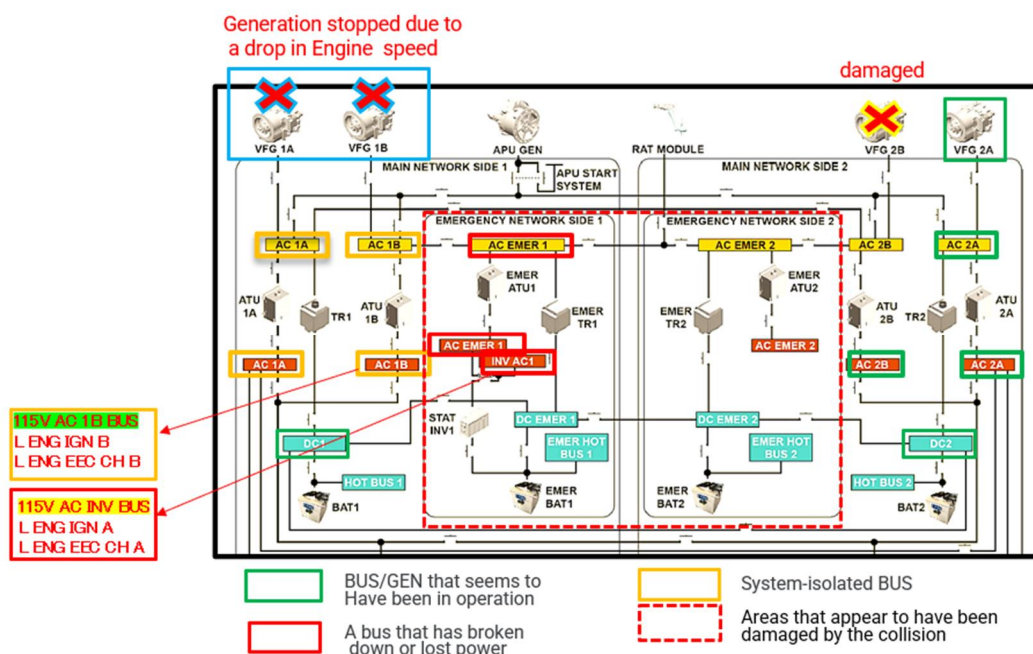 Generation stopped due to
a drop in Engine speed
damaged
VFG 1A
VFG 1B
APU GEN
RAT MODULE
VFG 2B
VFG 2A
MAIN NETWORK SIDE 1
APU START
SYSTEM
MAIN NETWORK SIDE 2
EMERGENCY NETWORK SIDE 1
EMERGENCY NETWORK SIDE 2
AC 1A
AC 1B
AC EMER 1
AC EMER 2
AC 2B
AC 2A
ATU
1A
TR1
ATU
1B
EMER
ATU1
EMER
TR1
EMER
TR2
EMER
ATU2
ATU
2B
TR2
ATU
2A
AC EMER 1
AC EMER 2
AC 1A
AC 1B
INV AC1
AC 2B
AC 2A
115V AC 1B BUS
L ENG IGN B
L ENG EEC CH B
STAT
INV1
DC EMER 1
DC EMER 2
DC1
EMER HOT
BUS 1
EMER HOT
BUS 2
DC2
HOT BUS 1
HOT BUS 2
BAT1
EMER
BAT1
EMER
BAT2
BAT2
115V AC INV BUS
L ENG IGN A
L ENG EEC CH A
BUS/GEN that seems to
Have been in operation
System-isolated BUS
A bus that has broken
down or lost power
Areas that appear to have been
damaged by the collision